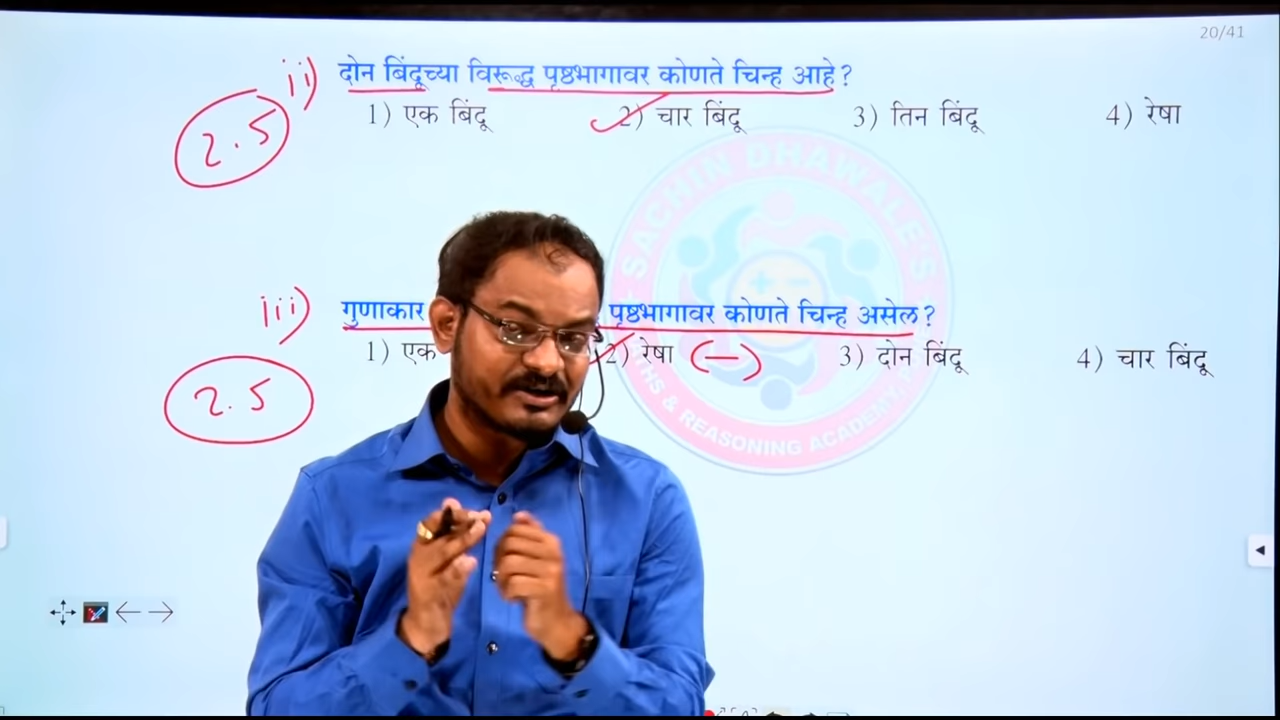 20/41
ii) दोन बिंदूच्या विरूद्ध पृष्ठभागावर कोणते चिन्ह आहे?
2.5
1) एक बिंदू 2) चार बिंदू 3) तिन बिंदू 4) रेषा
SACHIN DHAWALE'S
iii) गुणाकार पृष्ठभागावर कोणते चिन्ह असेल?
1) एक 2) रेषा (—) 3) दोन बिंदू 4) चार बिंदू
2.5
& REASONING ACADEMY